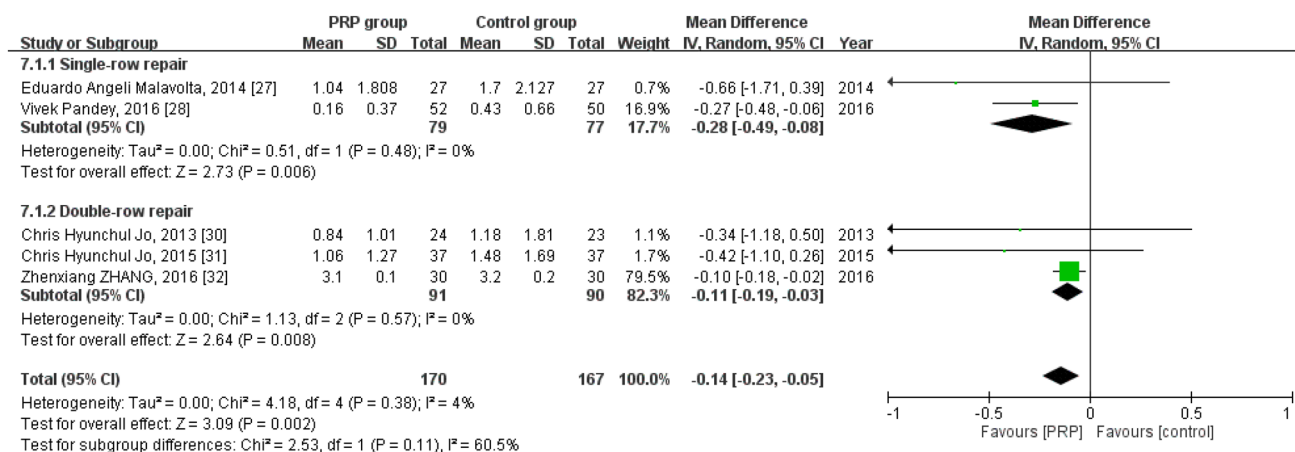 PRP group Control group Mean Difference Mean Difference
Study or Subgroup Mean SD Total Mean SD Total Weight IV, Random, 95% CI Year IV, Random, 95% CI
7.1.1 Single-row repair
Eduardo Angeli Malavolta, 2014 [27] 1.04 1.808 27 1.7 2.127 27 0.7% -0.66 [-1.71, 0.39] 2014
Vivek Pandey, 2016 [28] 0.16 0.37 52 0.43 0.66 50 16.9% -0.27 [-0.48, -0.06] 2016
Subtotal (95% CI) 79 77 17.7% -0.28 [-0.49, -0.08]
Heterogeneity: Tau² = 0.00; Chi² = 0.51, df = 1 (P = 0.48); I² = 0%
Test for overall effect: Z = 2.73 (P = 0.006)
7.1.2 Double-row repair
Chris Hyunchul Jo, 2013 [30] 0.84 1.01 24 1.18 1.81 23 1.1% -0.34 [-1.18, 0.50] 2013
Chris Hyunchul Jo, 2015 [31] 1.06 1.27 37 1.48 1.69 37 1.7% -0.42 [-1.10, 0.26] 2015
Zhenxiang ZHANG, 2016 [32] 3.1 0.1 30 3.2 0.2 30 79.5% -0.10 [-0.18, -0.02] 2016
Subtotal (95% CI) 91 90 82.3% -0.11 [-0.19, -0.03]
Heterogeneity: Tau² = 0.00; Chi² = 1.13, df = 2 (P = 0.57); I² = 0%
Test for overall effect: Z = 2.64 (P = 0.008)
Total (95% CI) 170 167 100.0% -0.14 [-0.23, -0.05]
Heterogeneity: Tau² = 0.00; Chi² = 4.18, df = 4 (P = 0.38); I² = 4%
Test for overall effect: Z = 3.09 (P = 0.002)
Test for subgroup differences: Chi² = 2.53, df = 1 (P = 0.11), I² = 60.5%
-1 -0.5 0 0.5 1
Favours [PRP] Favours [control]